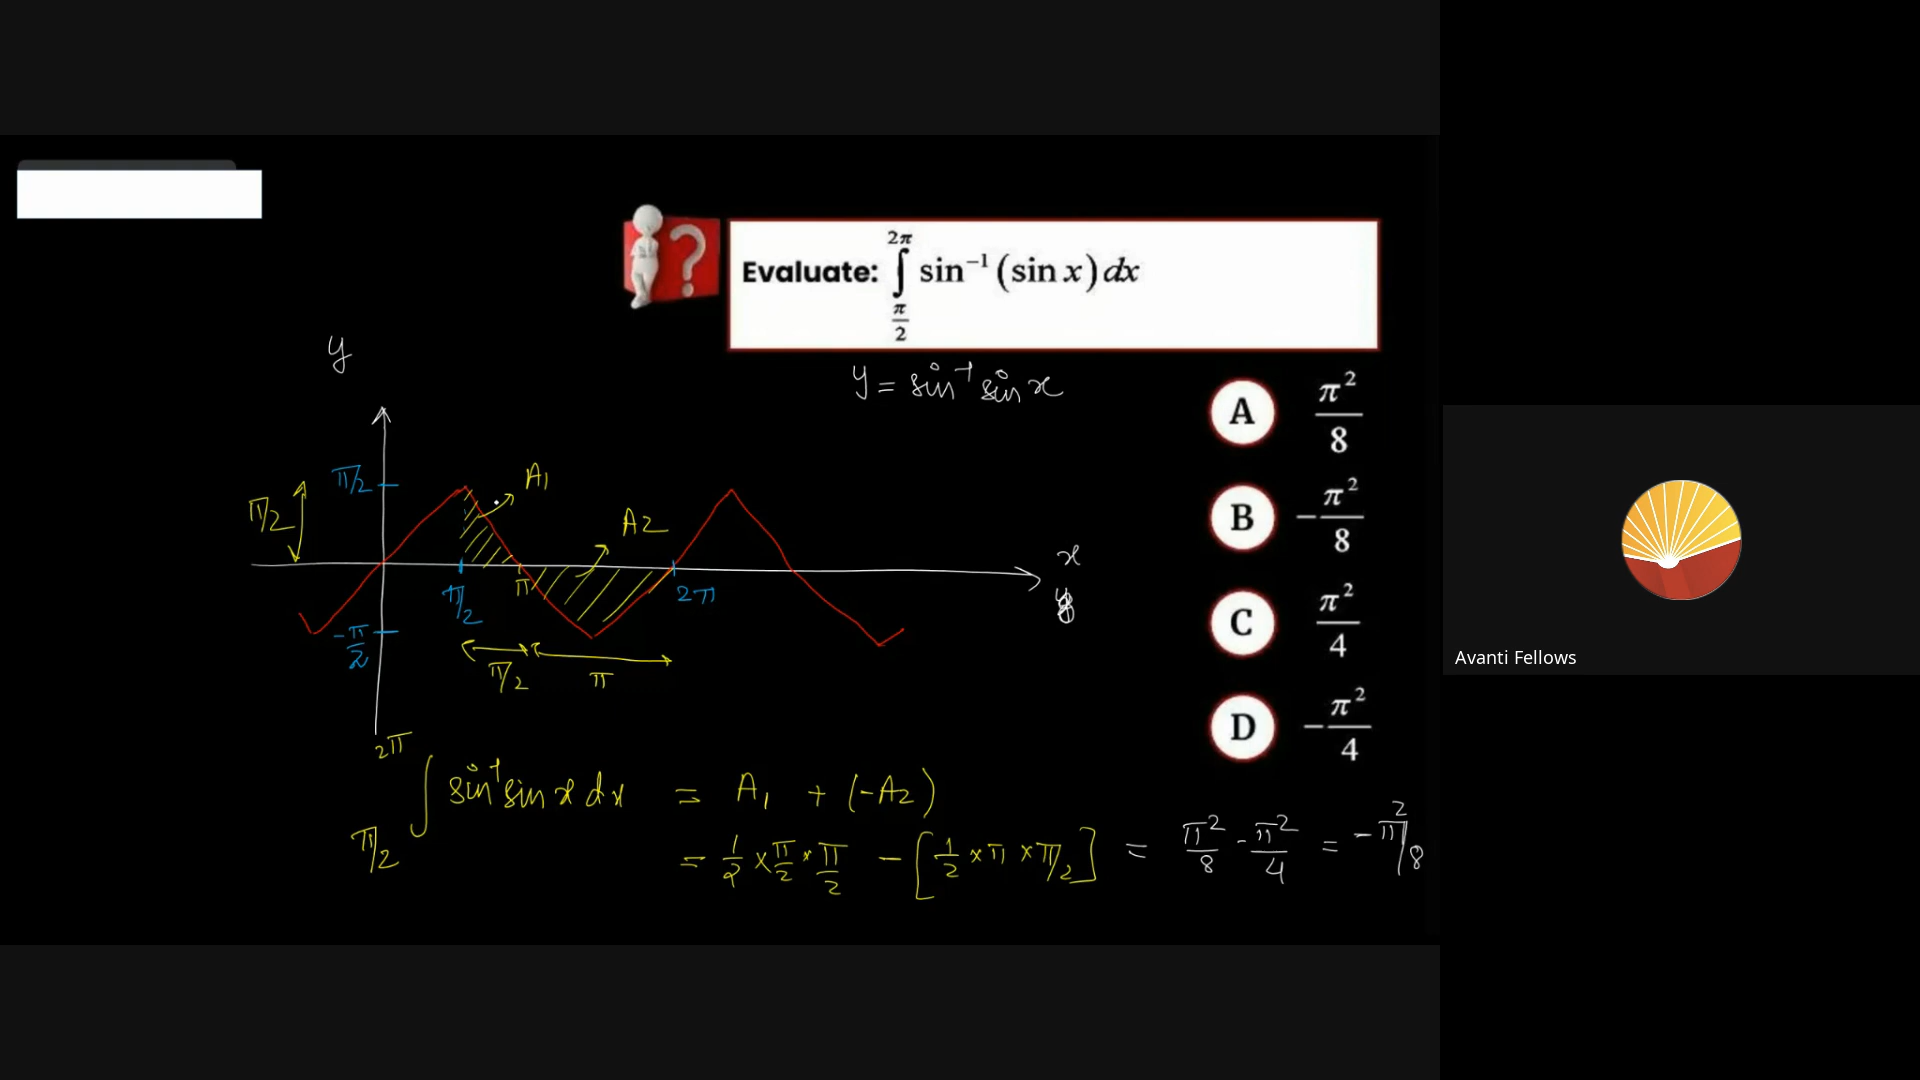 Evaluate: ∫_{π/2}^{2π} sin⁻¹(sin x) dx
y = sin⁻¹ sin x
A π²/8
B -π²/8
C π²/4
D -π²/4
y
π/2
π/2
A1
A2
x
π/2
π
2π
-π/2
π/2
π
∫_{π/2}^{2π} sin⁻¹ sin x dx = A₁ + (-A2)
= 1/2 × π/2 × π/2 - [1/2 × π × π/2] = π²/8 - π²/4 = -π²/8
Avanti Fellows